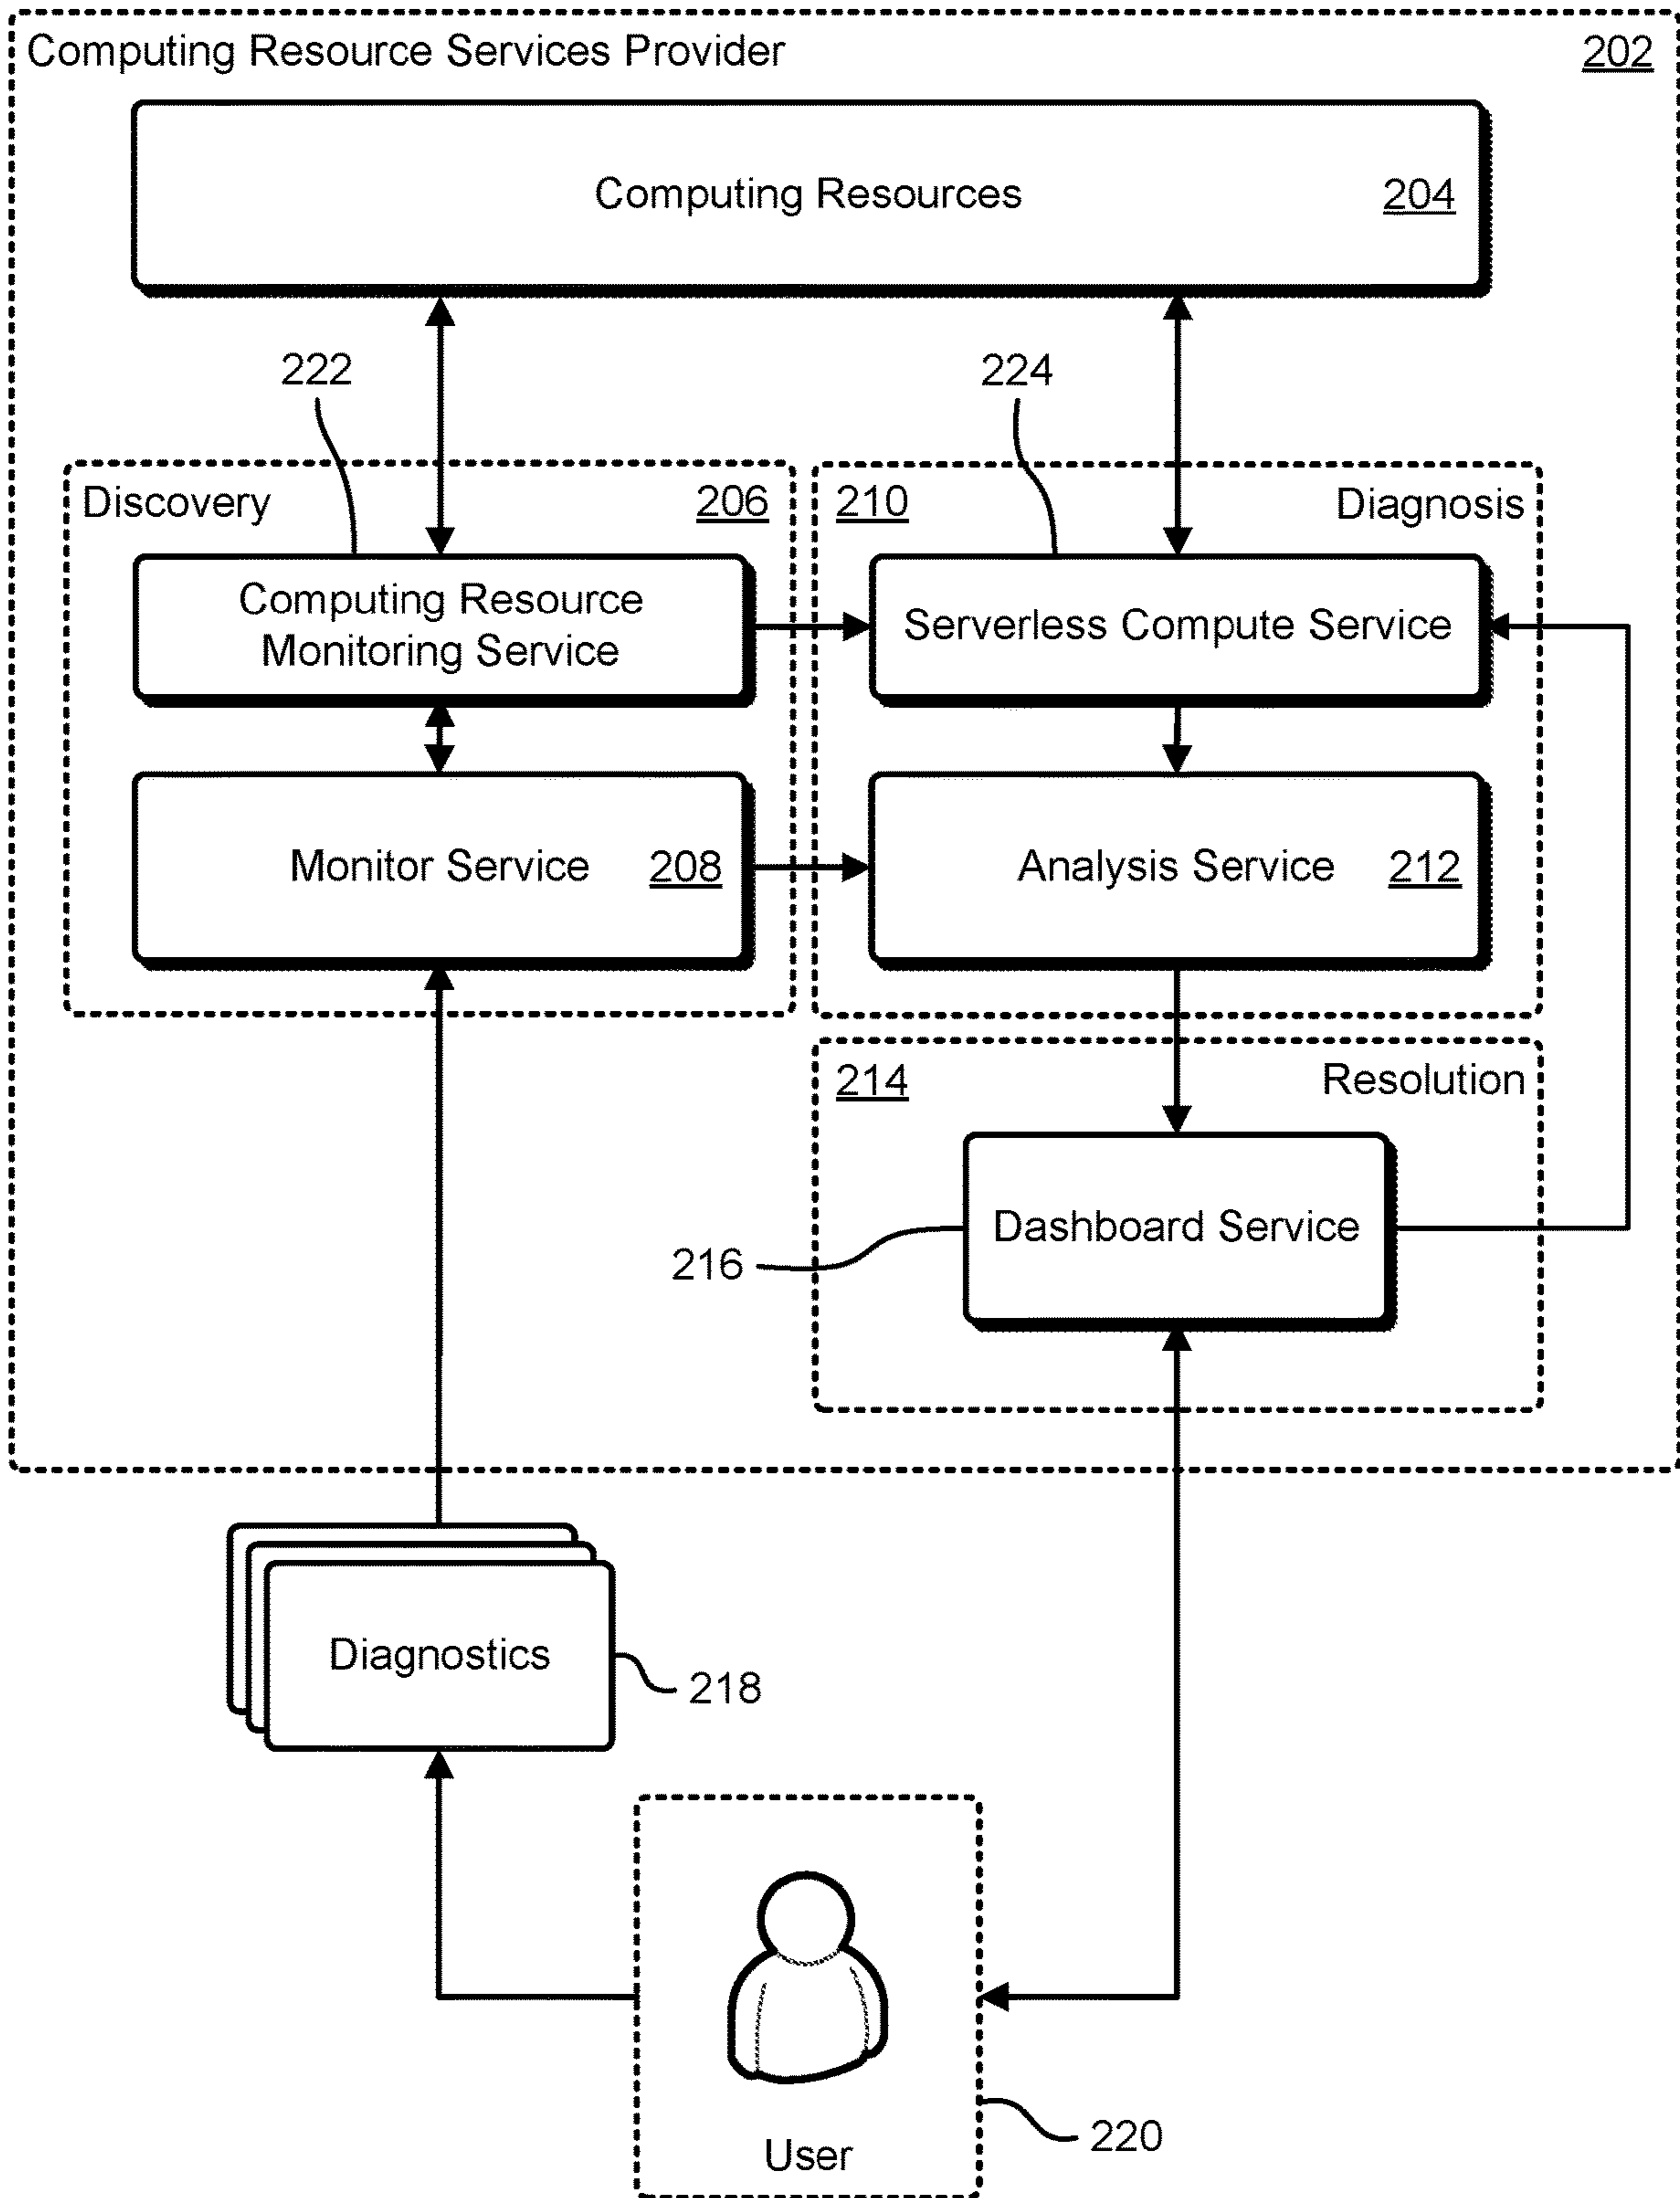 Computing Resource Services Provider 202
Computing Resources 204
222
224
Discovery 206
210 Diagnosis
Computing Resource
Monitoring Service
Serverless Compute Service
Monitor Service 208
Analysis Service 212
214 Resolution
Dashboard Service
216
Diagnostics
218
User
220